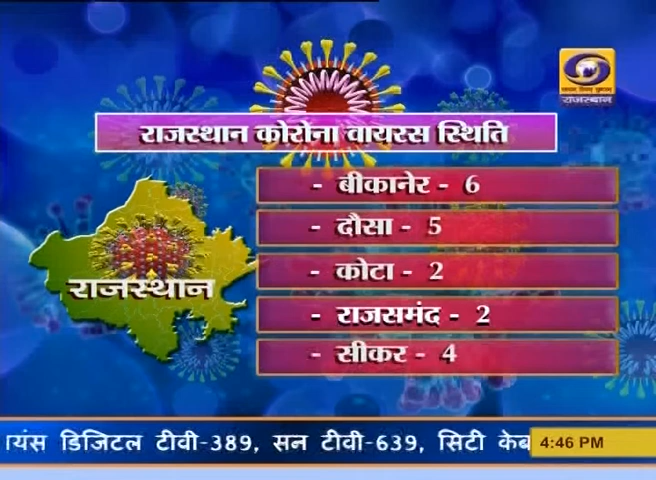 राजस्थान
राजस्थान कोरोना वायरस स्थिति
- बीकानेर - 6
- दौसा - 5
- कोटा - 2
- राजसमंद - 2
- सीकर - 4
राजस्थान
डिजिटल टीवी-389, सन टीवी-639, सिटी केब
4:46 PM